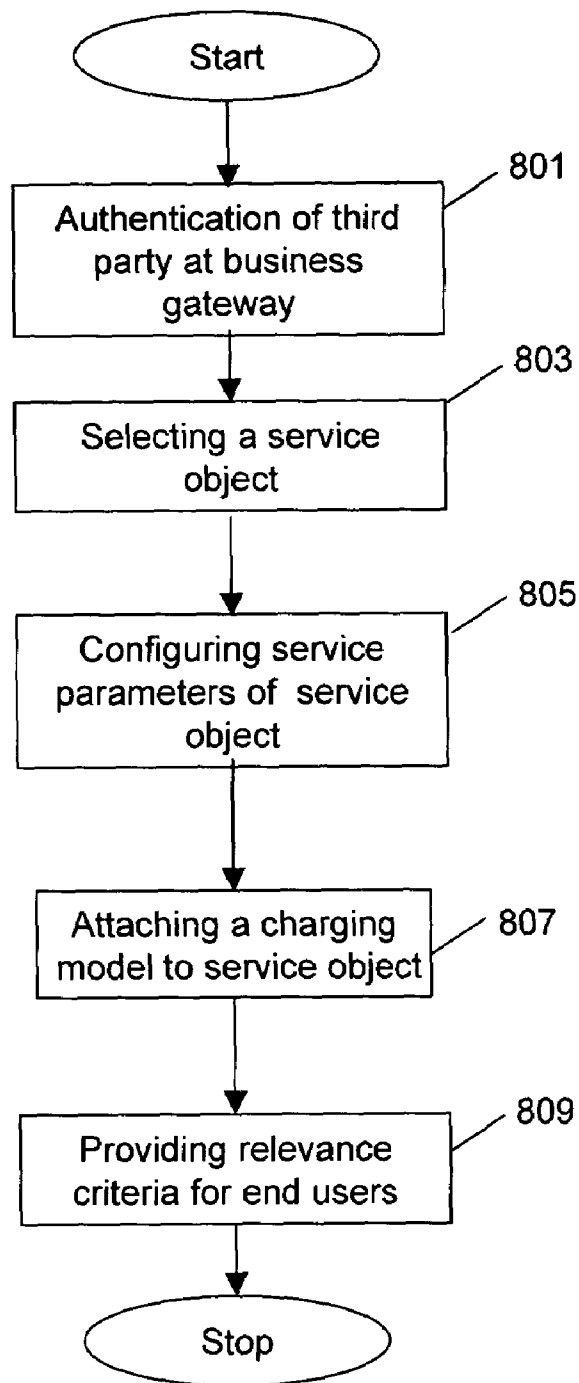 Start
801
Authentication of third
party at business
gateway
803
Selecting a service
object
805
Configuring service
parameters of service
object
807
Attaching a charging
model to service object
809
Providing relevance
criteria for end users
Stop